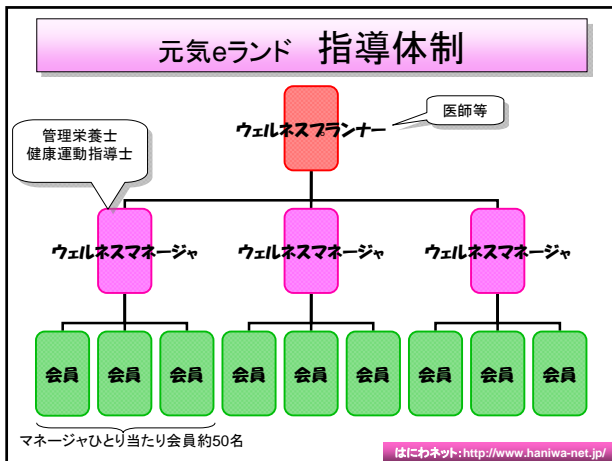 元気eランド 指導体制
医師等
ウェルネスプランナー
管理栄養士
健康運動指導士
ウェルネスマネージャ ウェルネスマネージャ ウェルネスマネージャ
会員 会員 会員 会員 会員 会員 会員 会員 会員
マネージャひとり当たり会員約50名
はにわネット:http://www.haniwa-net.jp/